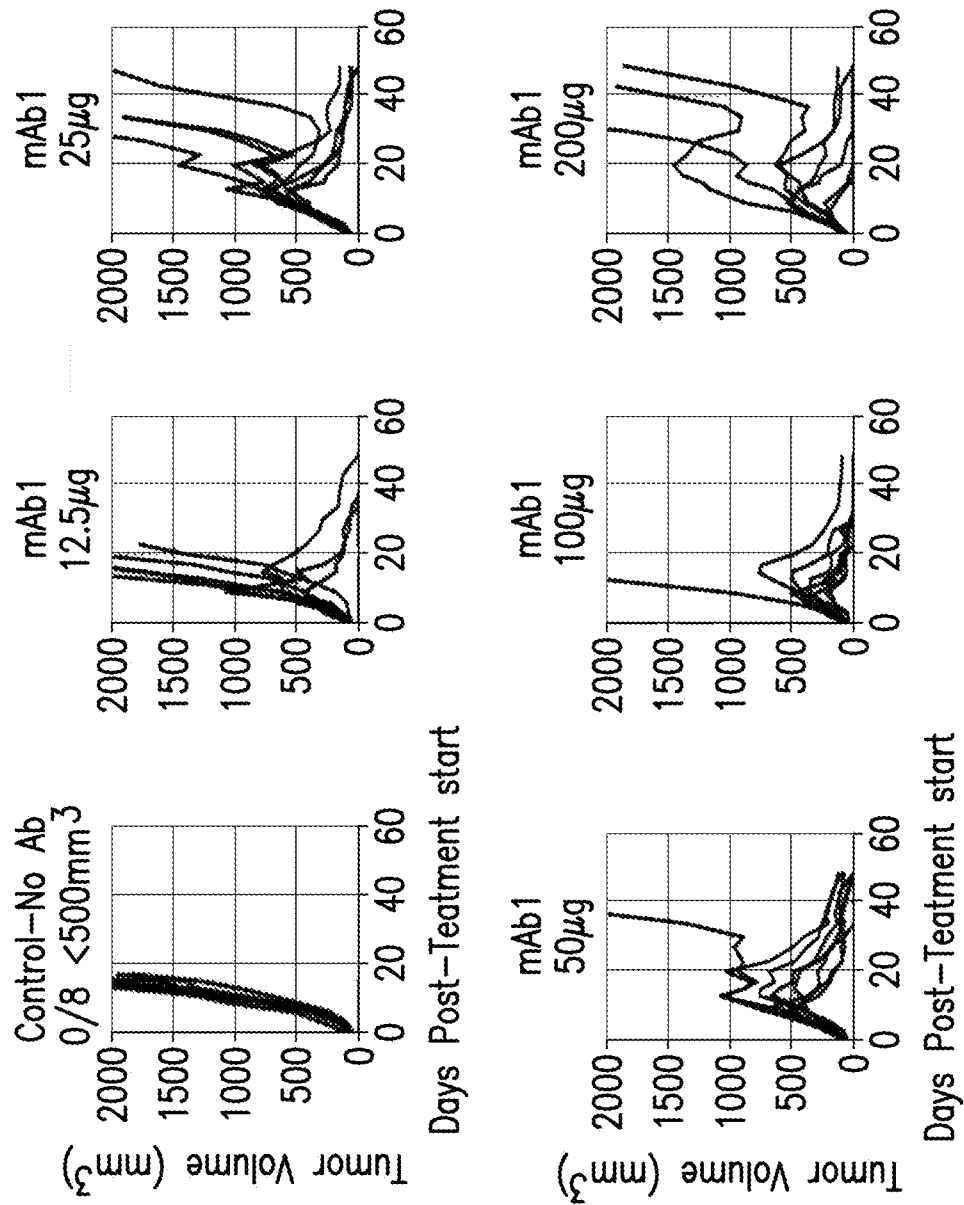 Control-No Ab
0/8 <500mm3
mAb1
12.5μg
mAb1
25μg
Tumor Volume (mm3)
2000
1500
1000
500
0
0 20 40 60
2000
1500
1000
500
0
0 20 40 60
2000
1500
1000
500
0
0 20 40 60
Days Post-Teatment start
mAb1
50μg
mAb1
100μg
mAb1
200μg
Tumor Volume (mm3)
2000
1500
1000
500
0
0 20 40 60
2000
1500
1000
500
0
0 20 40 60
2000
1500
1000
500
0
0 20 40 60
Days Post-Treatment start